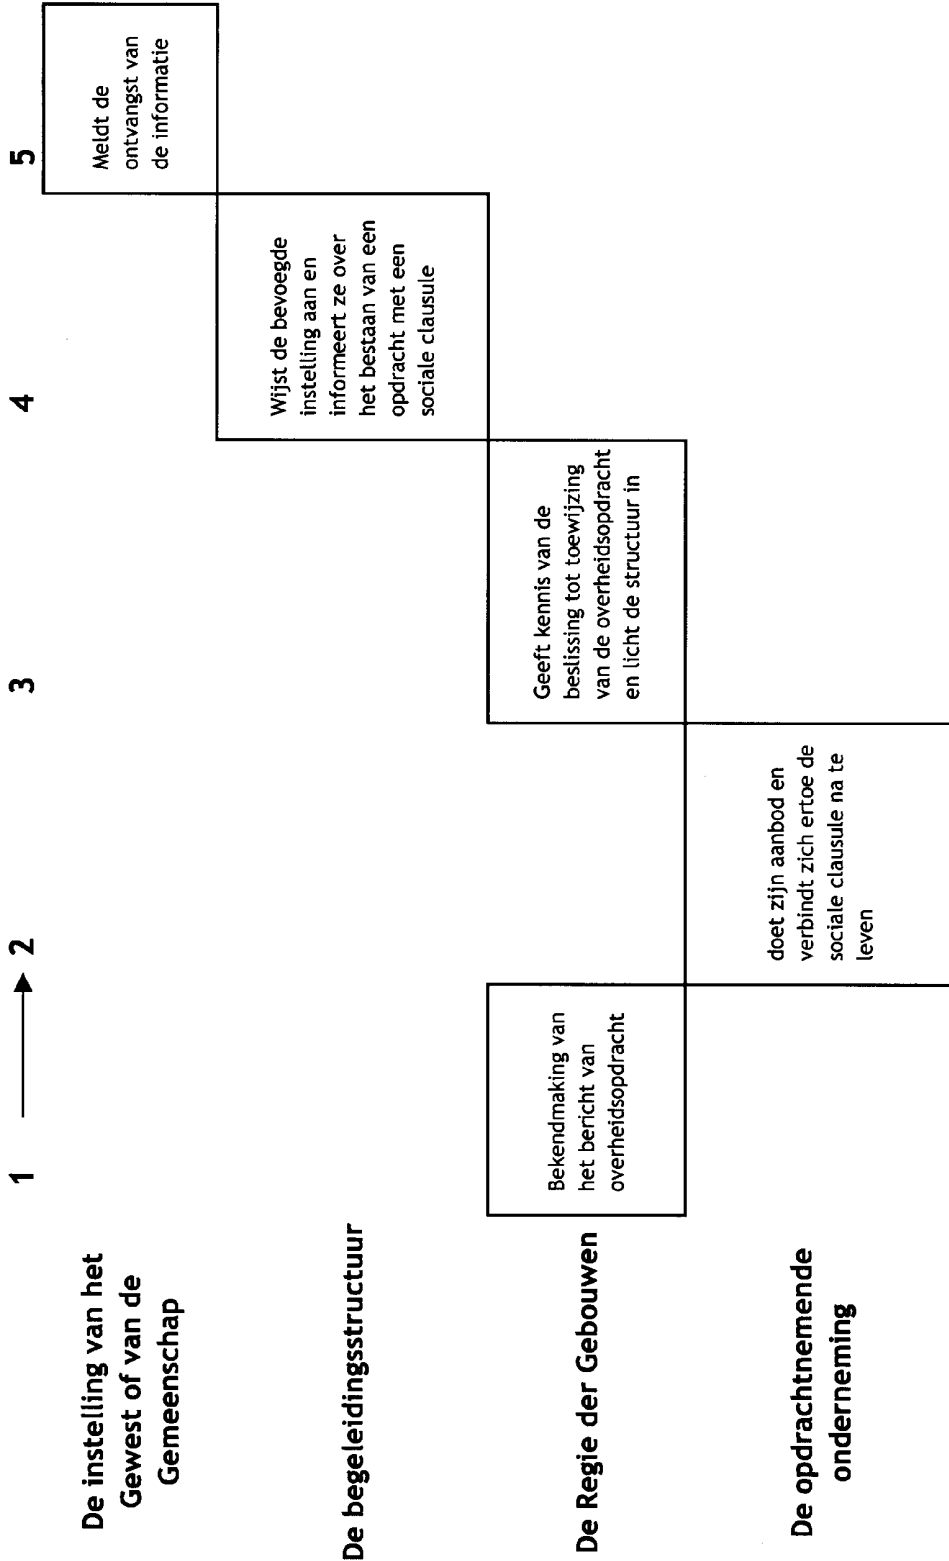 1 2 3 4 5
De instelling van het
Gewest of van de
Gemeenschap
Meldt de
ontvangst van
de informatie
De begeleidingsstructuur
Wijst de bevoegde
instelling aan en
informeert ze over
het bestaan van een
opdracht met een
sociale clausule
De Regie der Gebouwen
Bekendmaking van
het bericht van
overheidsopdracht
Geeft kennis van de
beslissing tot toewijzing
van de overheidsopdracht
en licht de structuur in
De opdrachtnemende
onderneming
doet zijn aanbod en
verbindt zich ertoe de
sociale clausule na te
leven